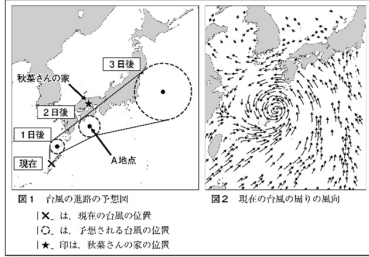 3日後
秋菜さんの家
2日後
1日後
現在
A地点
図1 台風の進路の予想図
✕ は，現在の台風の位置
は，予想される台風の位置
★ 印は，秋菜さんの家の位置
図2 現在の台風の周りの風向